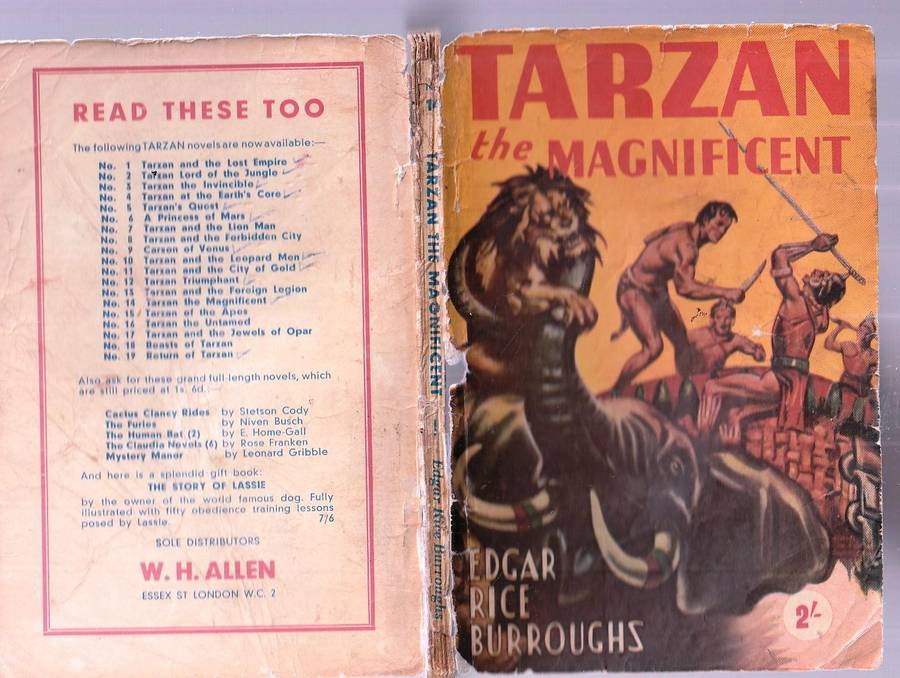 READ THESE TOO
The following TARZAN novels are now available:—
No. 1 Tarzan and the Lost Empire
No. 2 Tarzan Lord of the Jungle
No. 3 Tarzan the Invincible
No. 4 Tarzan at the Earth's Core
No. 5 Tarzan's Quest
No. 6 A Princess of Mars
No. 7 Tarzan and the Lion Man
No. 8 Tarzan and the Forbidden City
No. 9 Carson of Venus
No. 10 Tarzan and the Leopard Men
No. 11 Tarzan and the City of Gold
No. 12 Tarzan Triumphant
No. 13 Tarzan and the Foreign Legion
No. 14 Tarzan the Magnificent
No. 15 Tarzan of the Apes
No. 16 Tarzan the Untamed
No. 17 Tarzan and the Jewels of Opar
No. 18 Beasts of Tarzan
No. 19 Return of Tarzan
Also ask for these grand full-length novels, which
are still priced at 1s. 6d.—
Cactus Clancy Rides by Stetson Cody
The Furies by Niven Busch
The Human Bat (2) by E. Home-Gall
The Claudia Novels (6) by Rose Franken
Mystery Manor by Leonard Gribble
And here is a splendid gift book:
THE STORY OF LASSIE
by the owner of the world famous dog. Fully
illustrated with fifty obedience training lessons
posed by Lassie. 7/6
SOLE DISTRIBUTORS
W. H. ALLEN
ESSEX ST LONDON W.C. 2
TARZAN THE MAGNIFICENT
Edgar Rice Burroughs
TARZAN
the MAGNIFICENT
EDGAR
RICE
BURROUGHS
2/-